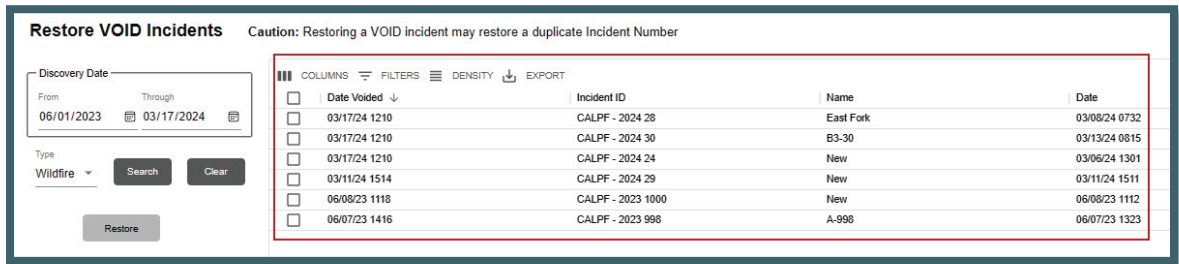 Restore VOID Incidents Caution: Restoring a VOID incident may restore a duplicate Incident Number
Discovery Date
From Through
06/01/2023 03/17/2024
Type
Wildfire Search Clear
Restore
COLUMNS FILTERS DENSITY EXPORT
Date Voided Incident ID Name Date
03/17/24 1210 CALPF - 2024 28 East Fork 03/08/24 0732
03/17/24 1210 CALPF - 2024 30 B3-30 03/13/24 0815
03/17/24 1210 CALPF - 2024 24 New 03/06/24 1301
03/11/24 1514 CALPF - 2024 29 New 03/11/24 1511
06/08/23 1118 CALPF - 2023 1000 New 06/08/23 1112
06/07/23 1416 CALPF - 2023 998 A-998 06/07/23 1323